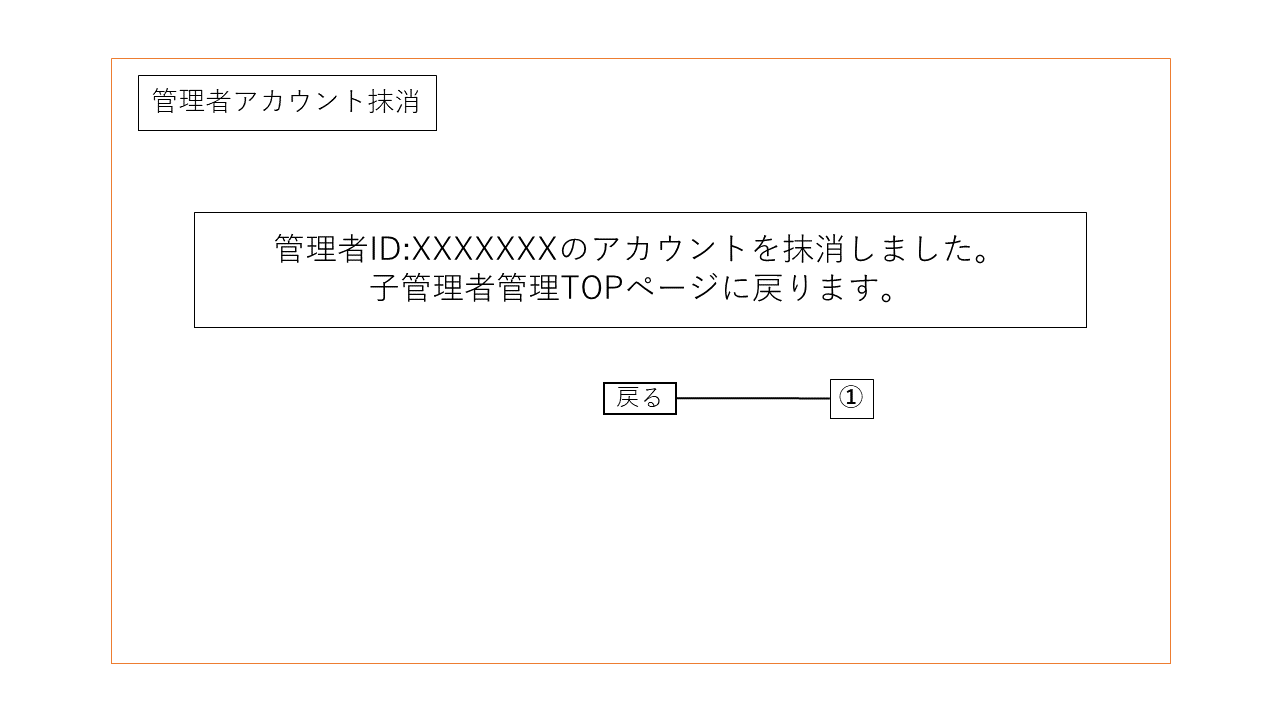 管理者アカウント抹消
管理者ID:XXXXXXXのアカウントを抹消しました。
子管理者管理TOPページに戻ります。
戻る
①